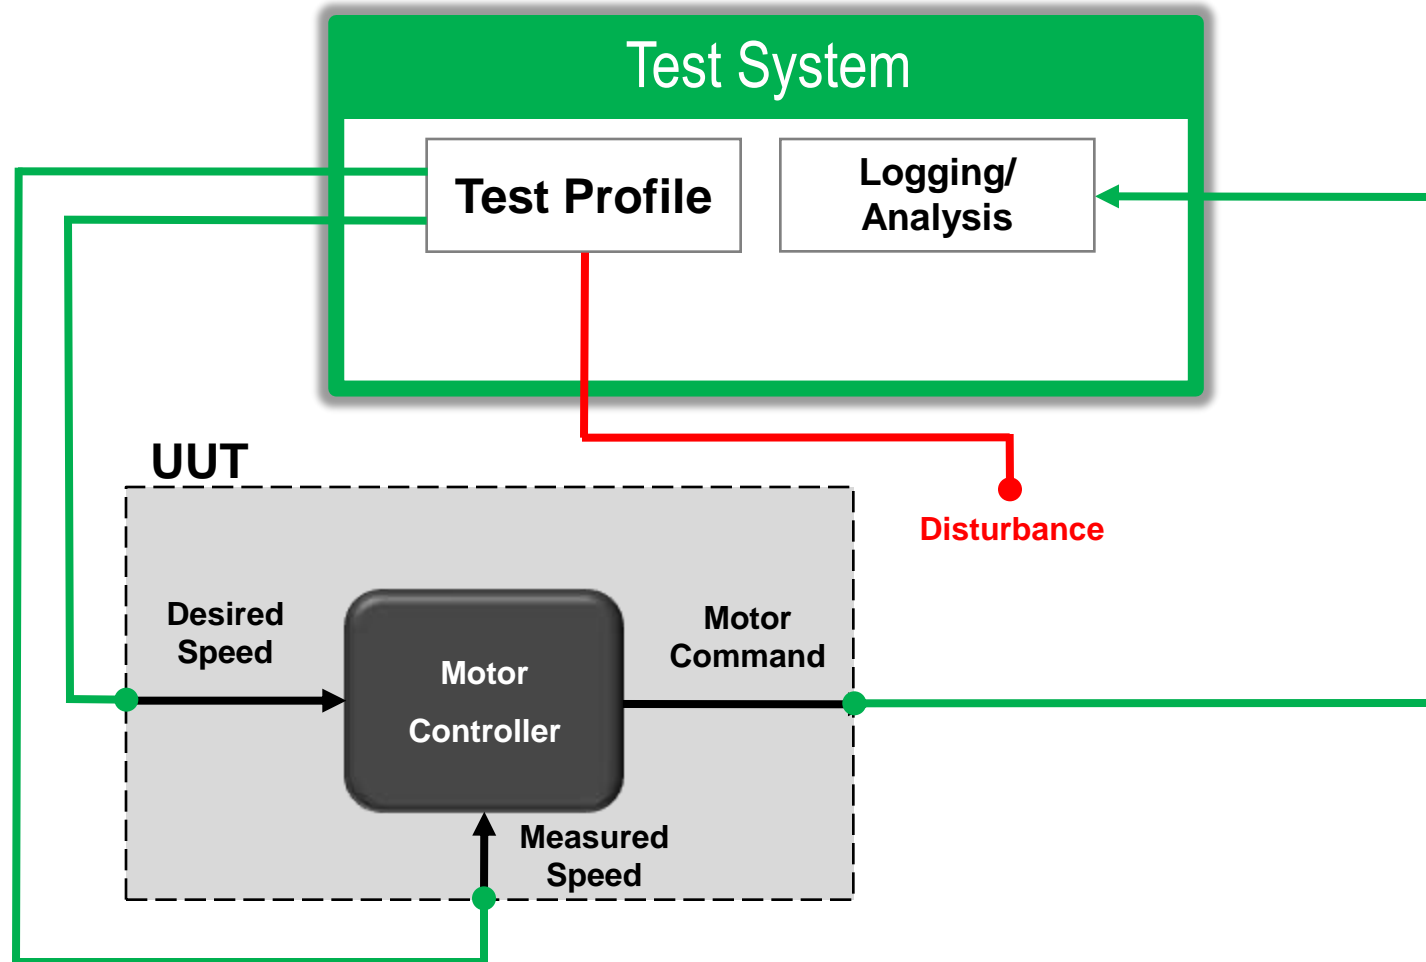 Test System
Test Profile
Logging/
Analysis
UUT
Disturbance
Desired
Speed
Motor
Controller
Motor
Command
Measured
Speed